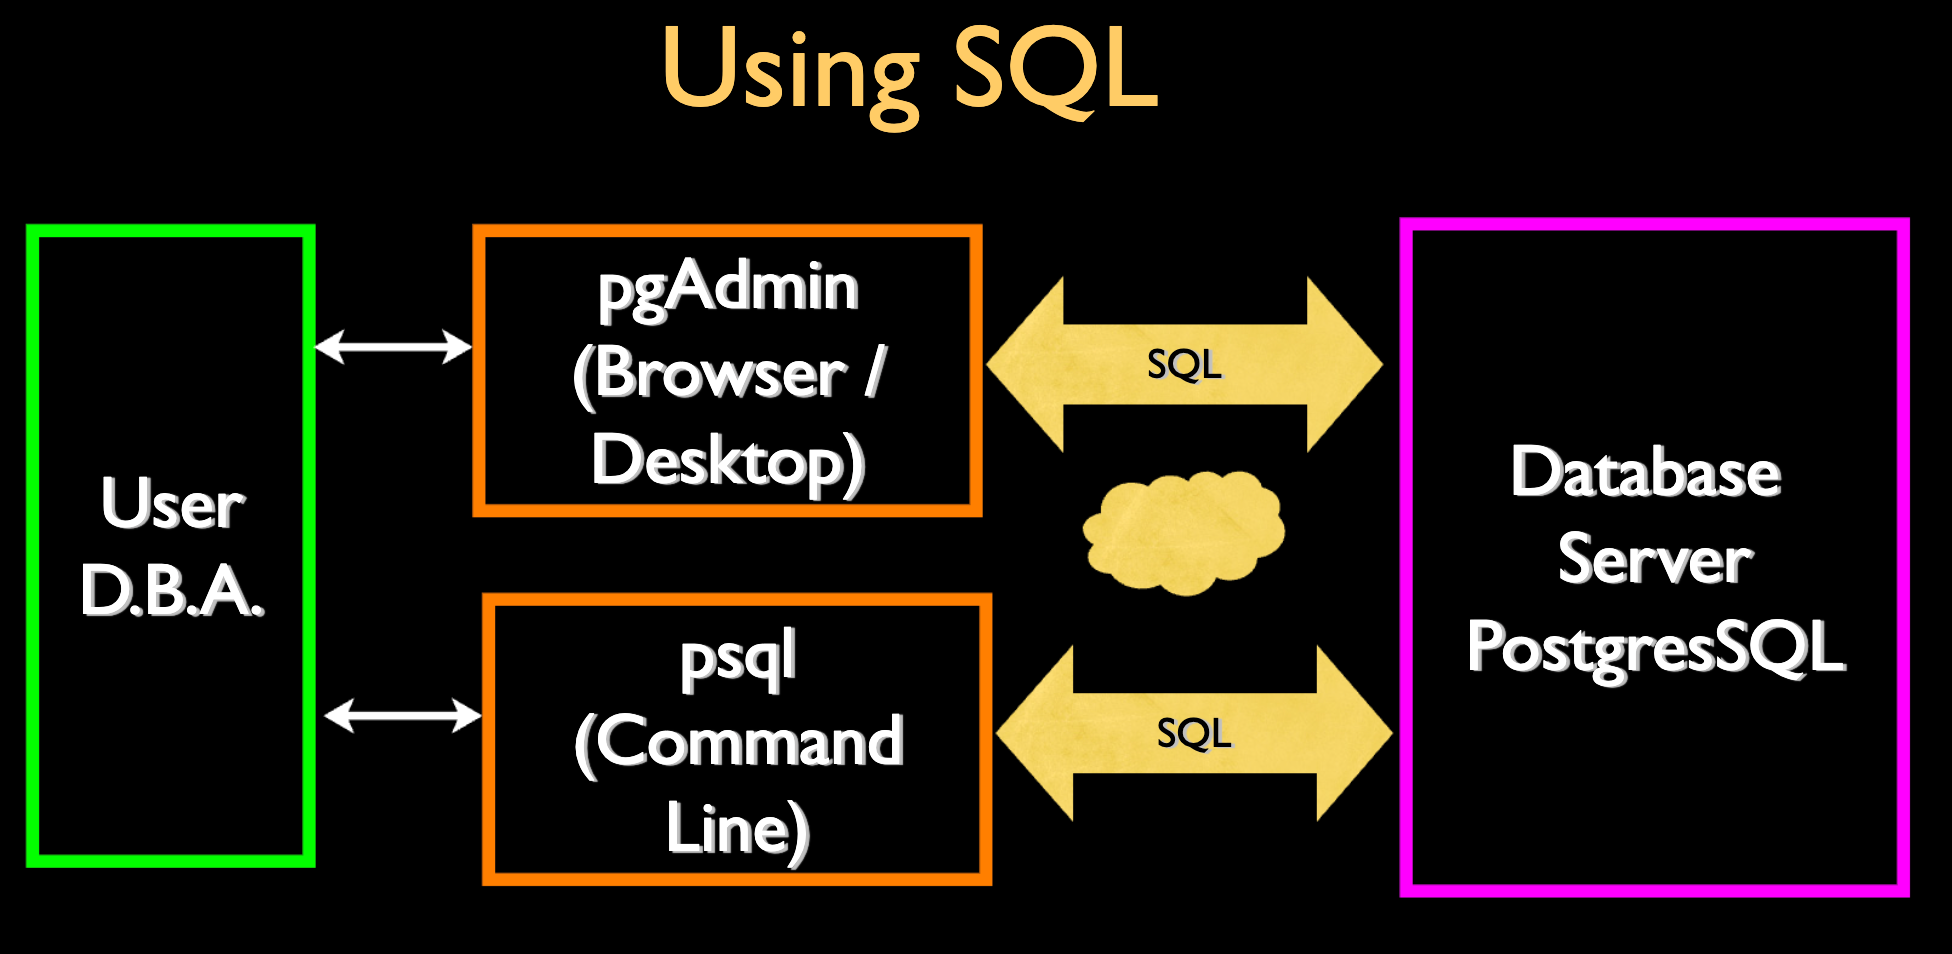 Using SQL
User
D.B.A.
pgAdmin
(Browser /
Desktop)
SQL
psql
(Command
Line)
SQL
Database
Server
PostgresSQL